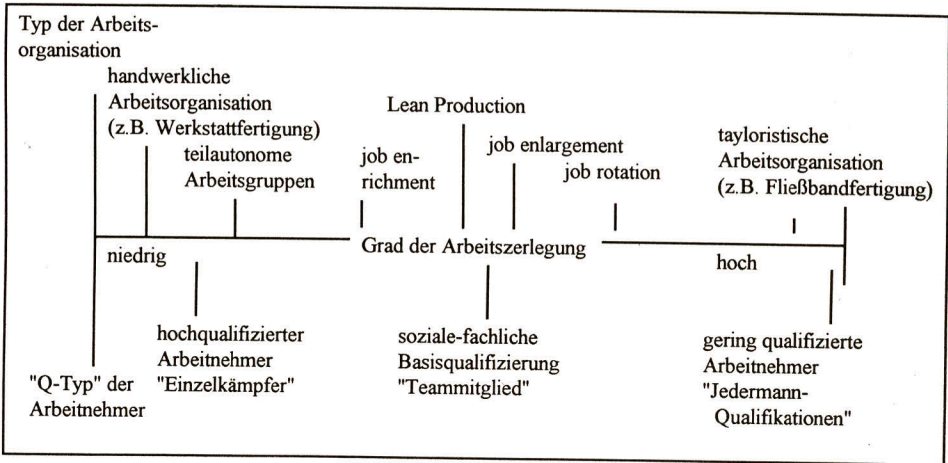 Typ der Arbeits-
organisation
handwerkliche
Arbeitsorganisation
(z.B. Werkstattfertigung)
teilautonome
Arbeitsgruppen
job en-
richment
Lean Production
job enlargement
job rotation
tayloristische
Arbeitsorganisation
(z.B. Fließbandfertigung)
niedrig
Grad der Arbeitszerlegung
hoch
"Q-Typ" der
Arbeitnehmer
hochqualifizierter
Arbeitnehmer
"Einzelkämpfer"
soziale-fachliche
Basisqualifizierung
"Teammitglied"
gering qualifizierte
Arbeitnehmer
"Jedermann-
Qualifikationen"